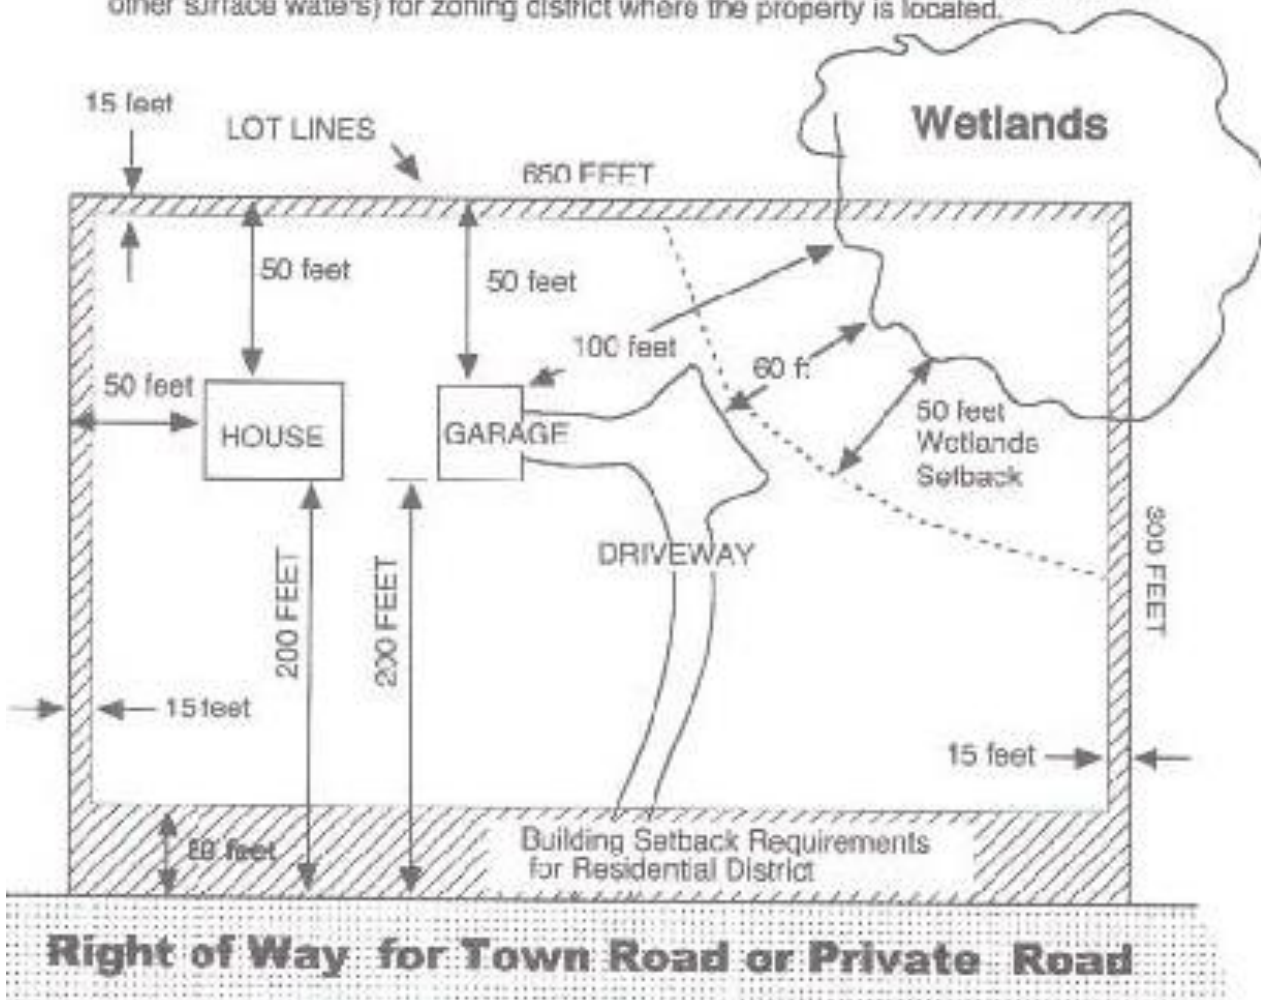 other surface waters) for zoning district where the property is located.
15 feet
LOT LINES
650 FEET
Wetlands
50 feet
50 feet
100 feet
60 ft
50 feet
HOUSE
GARAGE
50 feet
Wetlands
Setback
DRIVEWAY
200 FEET
200 FEET
300 FEET
15 feet
15 feet
feet
Building Setback Requirements
for Residential District
Right of Way for Town Road or Private Road